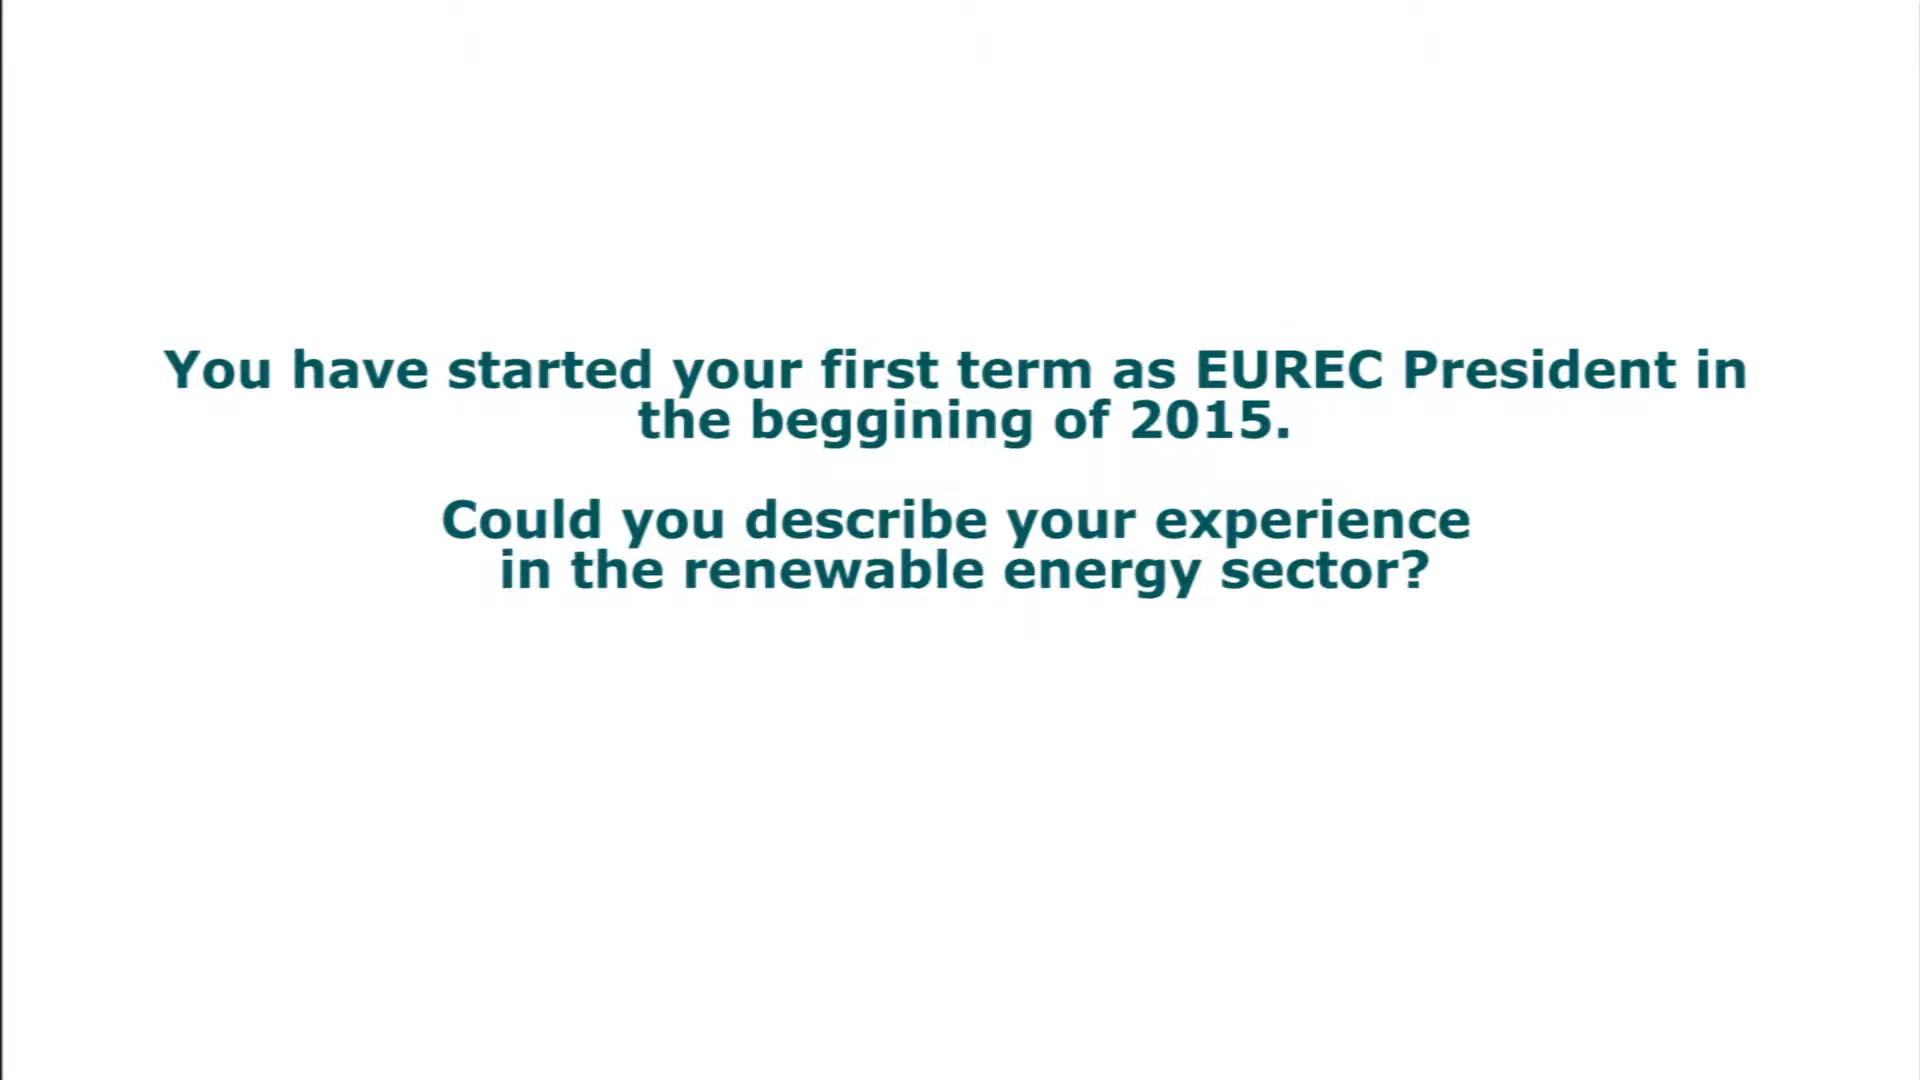 You have started your first term as EUREC President in
the beggining of 2015.
Could you describe your experience
in the renewable energy sector?